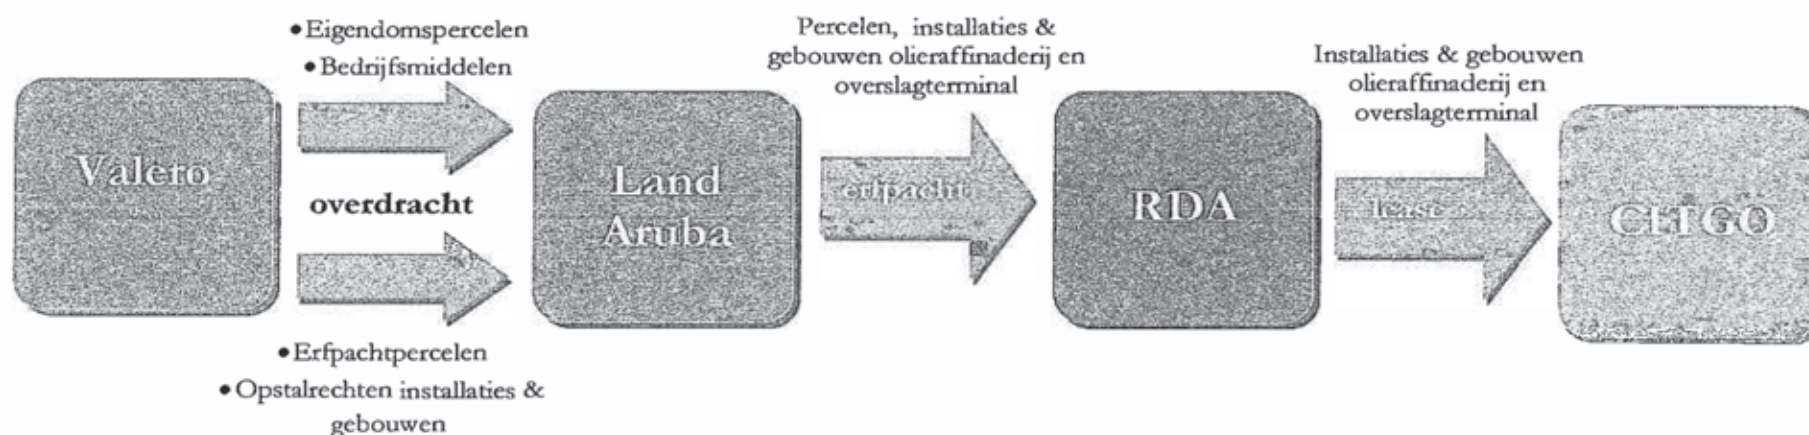 • Eigendomspercelen
• Bedrijfsmiddelen
Valero
overdracht
• Erfpachtpercelen
• Opstalrechten installaties &
gebouwen
Land
Aruba
Percelen, installaties &
gebouwen olieraffinaderij en
overslagterminal
erfpacht
RDA
Installaties & gebouwen
olieraffinaderij en
overslagterminal
lease
CITGO